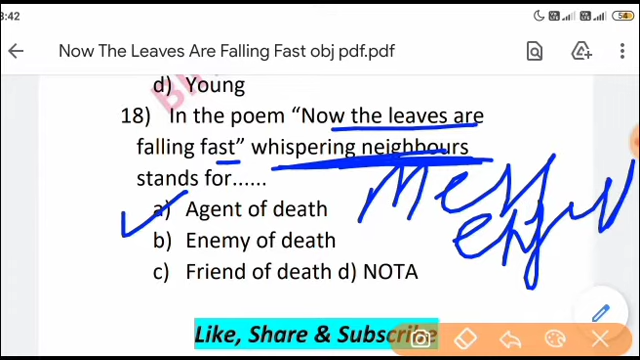 3:42
54
Now The Leaves Are Falling Fast obj pdf.pdf
d) Young
18) In the poem “Now the leaves are
falling fast” whispering neighbours
stands for......
a) Agent of death
b) Enemy of death
c) Friend of death d) NOTA
Like, Share & Subscribe